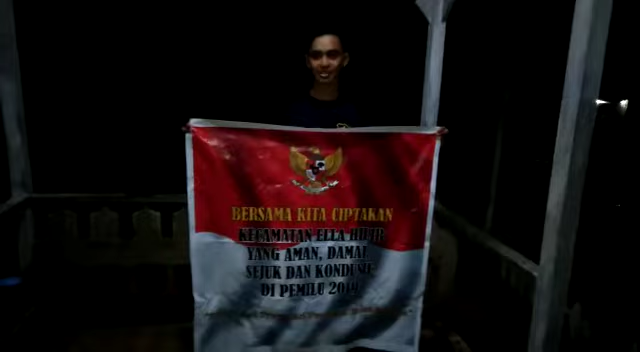 BERSAMA KITA CIPTAKAN
KECAMATAN ELLA HILIR
YANG AMAN, DAMAI,
SEJUK DAN KONDUSIF
DI PEMILU 2019